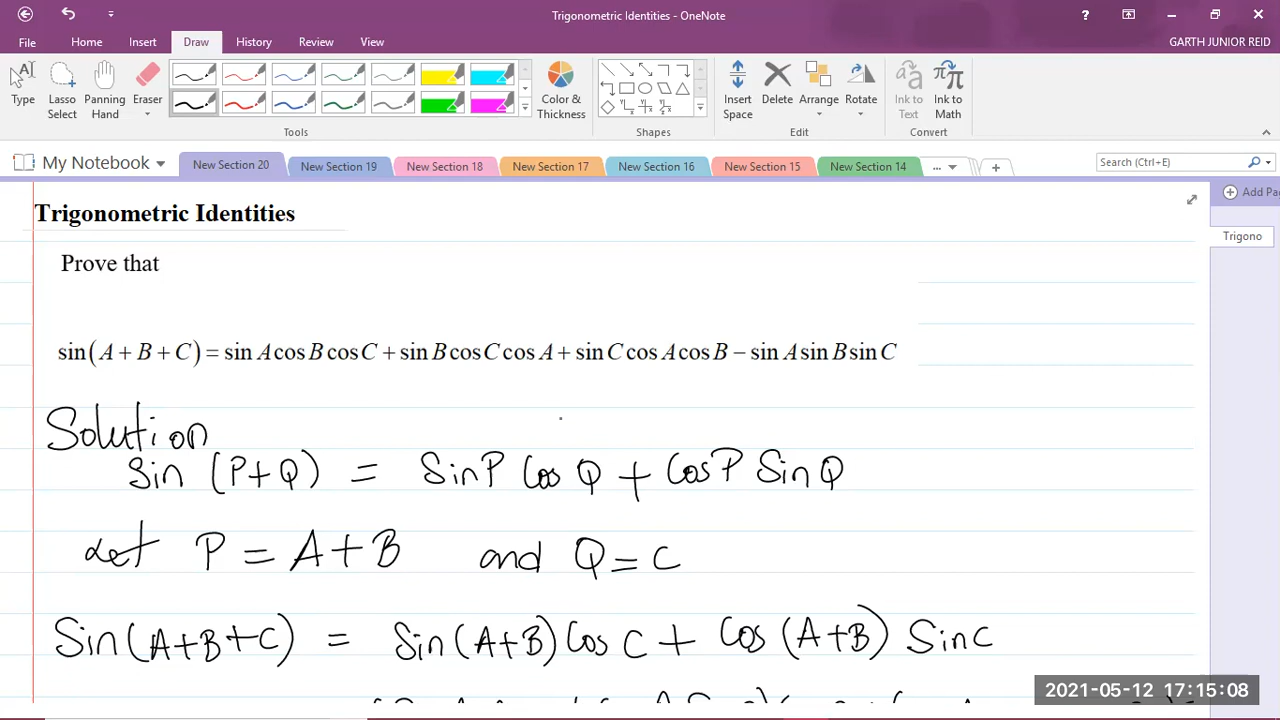 Trigonometric Identities - OneNote
File Home Insert Draw History Review View GARTH JUNIOR REID
Type Lasso Select Panning Hand Eraser Color & Thickness Insert Space Delete Arrange Rotate Ink to Text Ink to Math
Tools Shapes Edit Convert
My Notebook New Section 20 New Section 19 New Section 18 New Section 17 New Section 16 New Section 15 New Section 14 ... Search (Ctrl+E)
Trigonometric Identities
Add Pa
Trigono
Prove that
sin(A + B + C) = sin A cos B cos C + sin B cos C cos A + sin C cos A cos B − sin A sin B sin C
Solution
Sin (P+Q) = Sin P Cos Q + Cos P Sin Q
Let P = A + B and Q = C
Sin(A+B+C) = Sin(A+B) Cos C + Cos (A+B) Sin C
2021-05-12 17:15:08